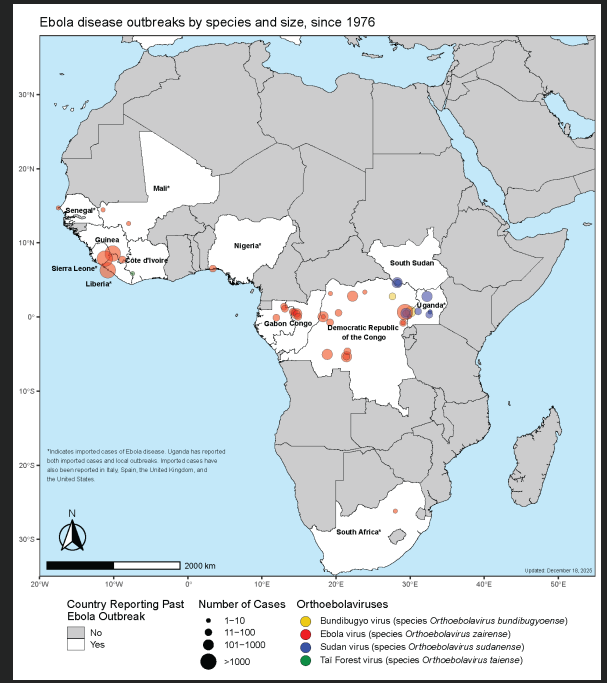 Ebola disease outbreaks by species and size, since 1976
30°N
20°N
Mali*
Senegal*
10°N
Guinea
Côte d'Ivoire
Nigeria*
South Sudan
Sierra Leone*
Liberia*
Uganda*
0°
Gabon Congo
Democratic Republic
of the Congo
10°S
*Indicates imported cases of Ebola disease. Uganda has reported
both imported cases and local outbreaks. Imported cases have
also been reported in Italy, Spain, the United Kingdom, and
the United States.
20°S
N
30°S
South Africa*
2000 km
Updated: December 18, 2025
20°W 10°W 0° 10°E 20°E 30°E 40°E 50°E
Country Reporting Past
Ebola Outbreak
No
Yes
Number of Cases
1–10
11–100
101–1000
>1000
Orthoebolaviruses
Bundibugyo virus (species Orthoebolavirus bundibugyoense)
Ebola virus (species Orthoebolavirus zairense)
Sudan virus (species Orthoebolavirus sudanense)
Taï Forest virus (species Orthoebolavirus taiense)